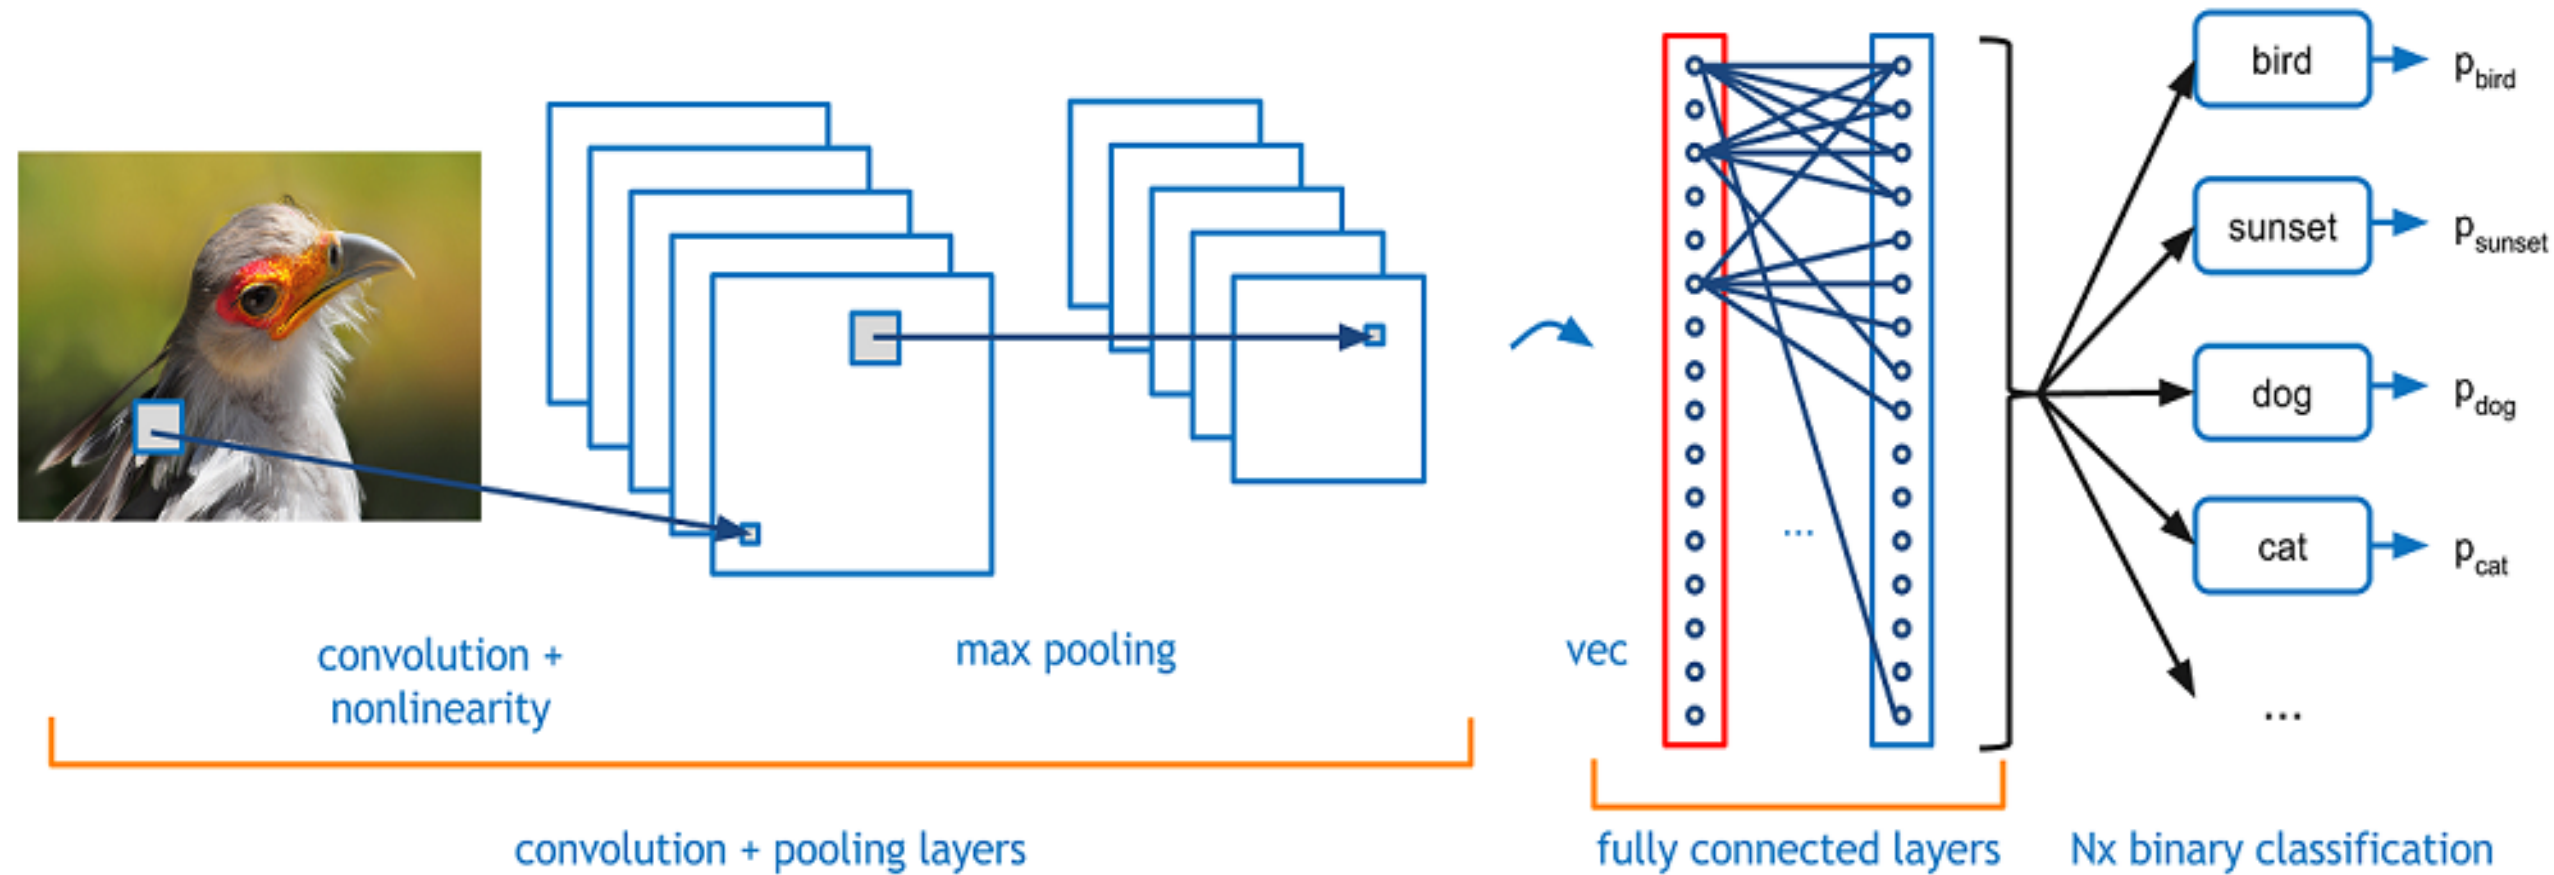 bird
p_bird
sunset
p_sunset
dog
p_dog
cat
p_cat
...
...
convolution +
nonlinearity
max pooling
vec
convolution + pooling layers
fully connected layers
Nx binary classification